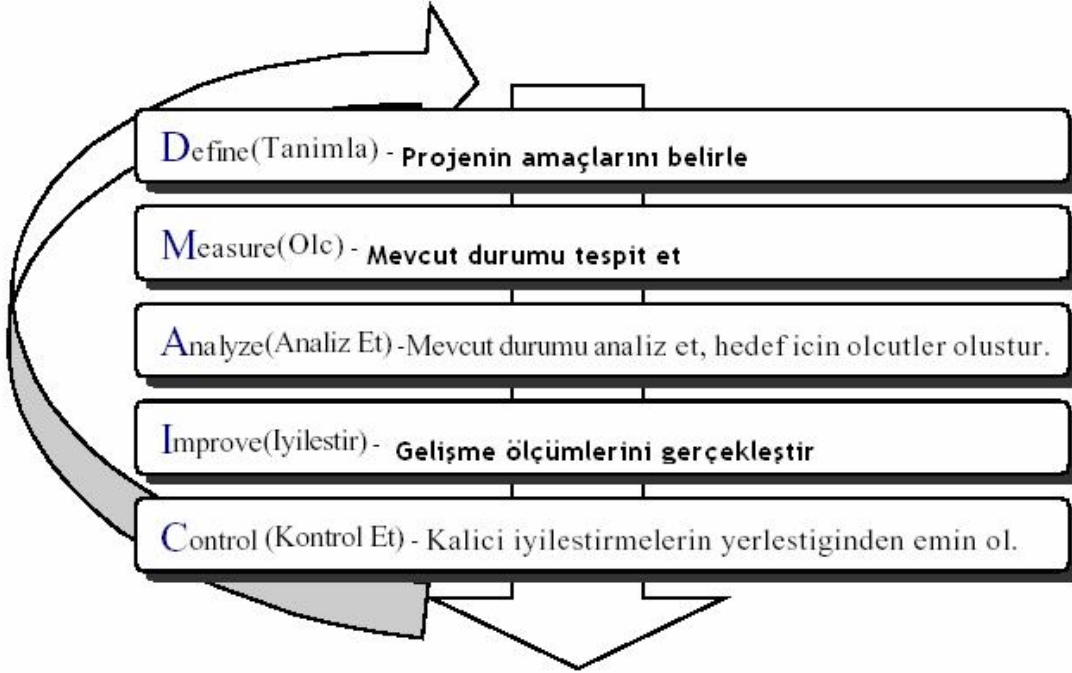 Define(Tanimla) - Projenin amaçlarını belirle
Measure(Olc) - Mevcut durumu tespit et
Analyze(Analiz Et) -Mevcut durumu analiz et, hedef icin olcutler olustur.
Improve(Iyilestir) - Gelişme ölçümlerini gerçekleştir
Control (Kontrol Et) - Kalici iyilestirmelerin yerlestiginden emin ol.